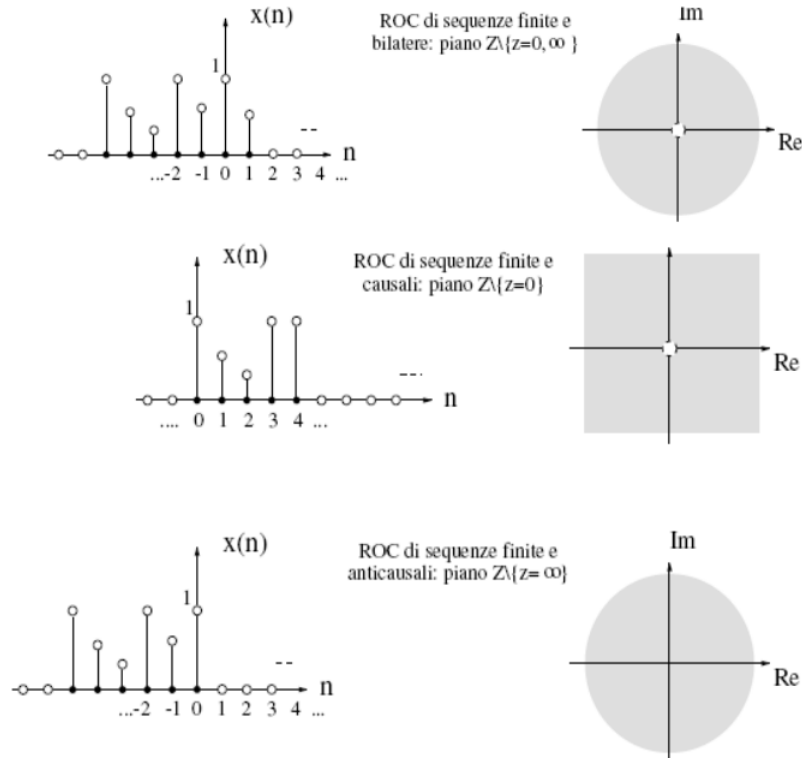 x(n)
1
n
...-2 -1 0 1 2 3 4 ...
ROC di sequenze finite e
bilatere: piano Z\{z=0, ∞ }
Im
Re
x(n)
1
n
.... 0 1 2 3 4 ...
ROC di sequenze finite e
causali: piano Z\{z=0}
Re
x(n)
1
n
...-2 -1 0 1 2 3 4 ...
ROC di sequenze finite e
anticausali: piano Z\{z= ∞}
Im
Re